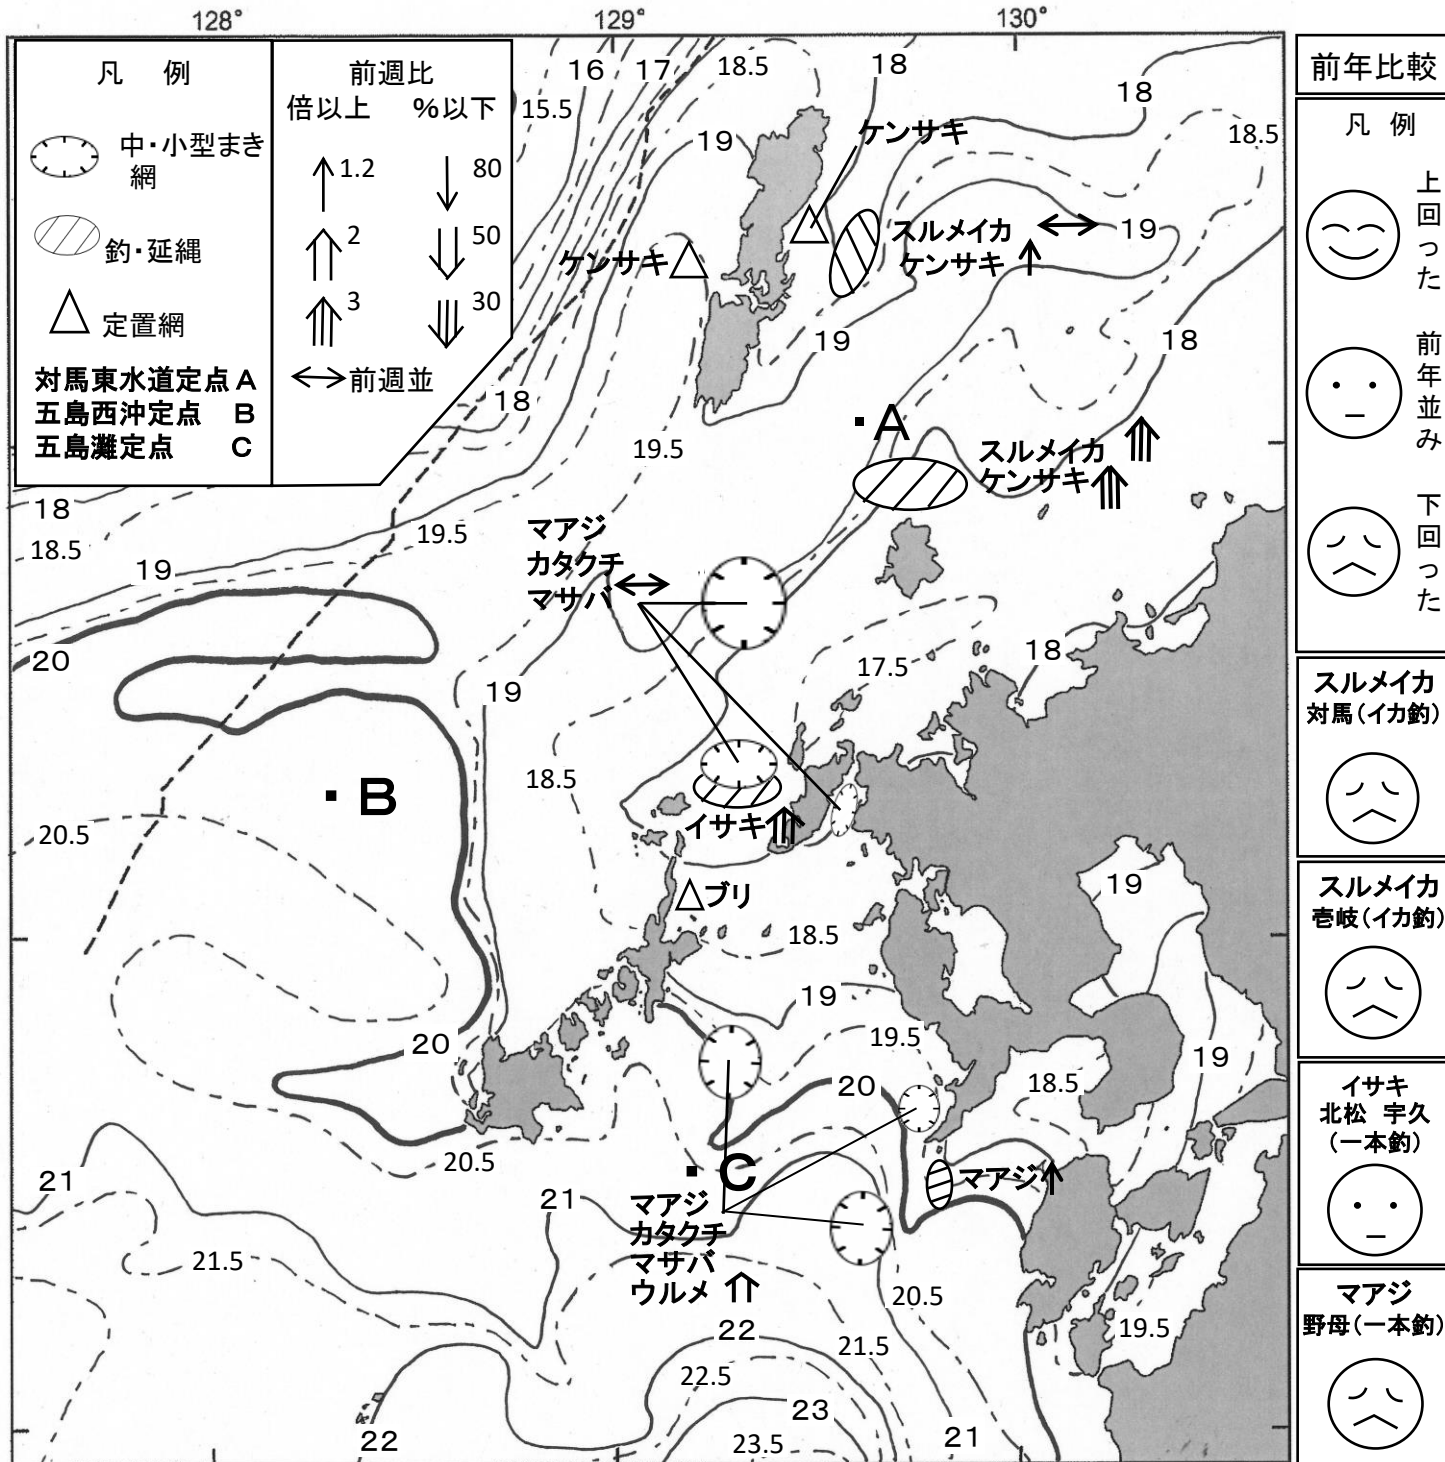 128°
129°
130°
凡 例
中・小型まき
網
釣・延縄
定置網
対馬東水道定点 A
五島西沖定点 B
五島灘定点 C
前週比
倍以上 %以下
1.2 80
2 50
3 30
前週並
15.5
16
17
18.5
18
18
18.5
19
ケンサキ
ケンサキ
スルメイカ
ケンサキ
19
19
18
18
19.5
A
スルメイカ
ケンサキ
18
18.5
19
19.5
マアジ
カタクチ
マサバ
20
19
17.5
18
18.5
B
20.5
イサキ
ブリ
18.5
19
19
20
19.5
20
18.5
19
20.5
C
マアジ
21
21
マアジ
カタクチ
マサバ
ウルメ
21.5
20.5
22
21.5
19.5
22.5
23
22
23.5
21
前年比較
凡 例
上回った
前年並み
下回った
スルメイカ
対馬(イカ釣)
スルメイカ
壱岐(イカ釣)
イサキ
北松 宇久
(一本釣)
マアジ
野母(一本釣)